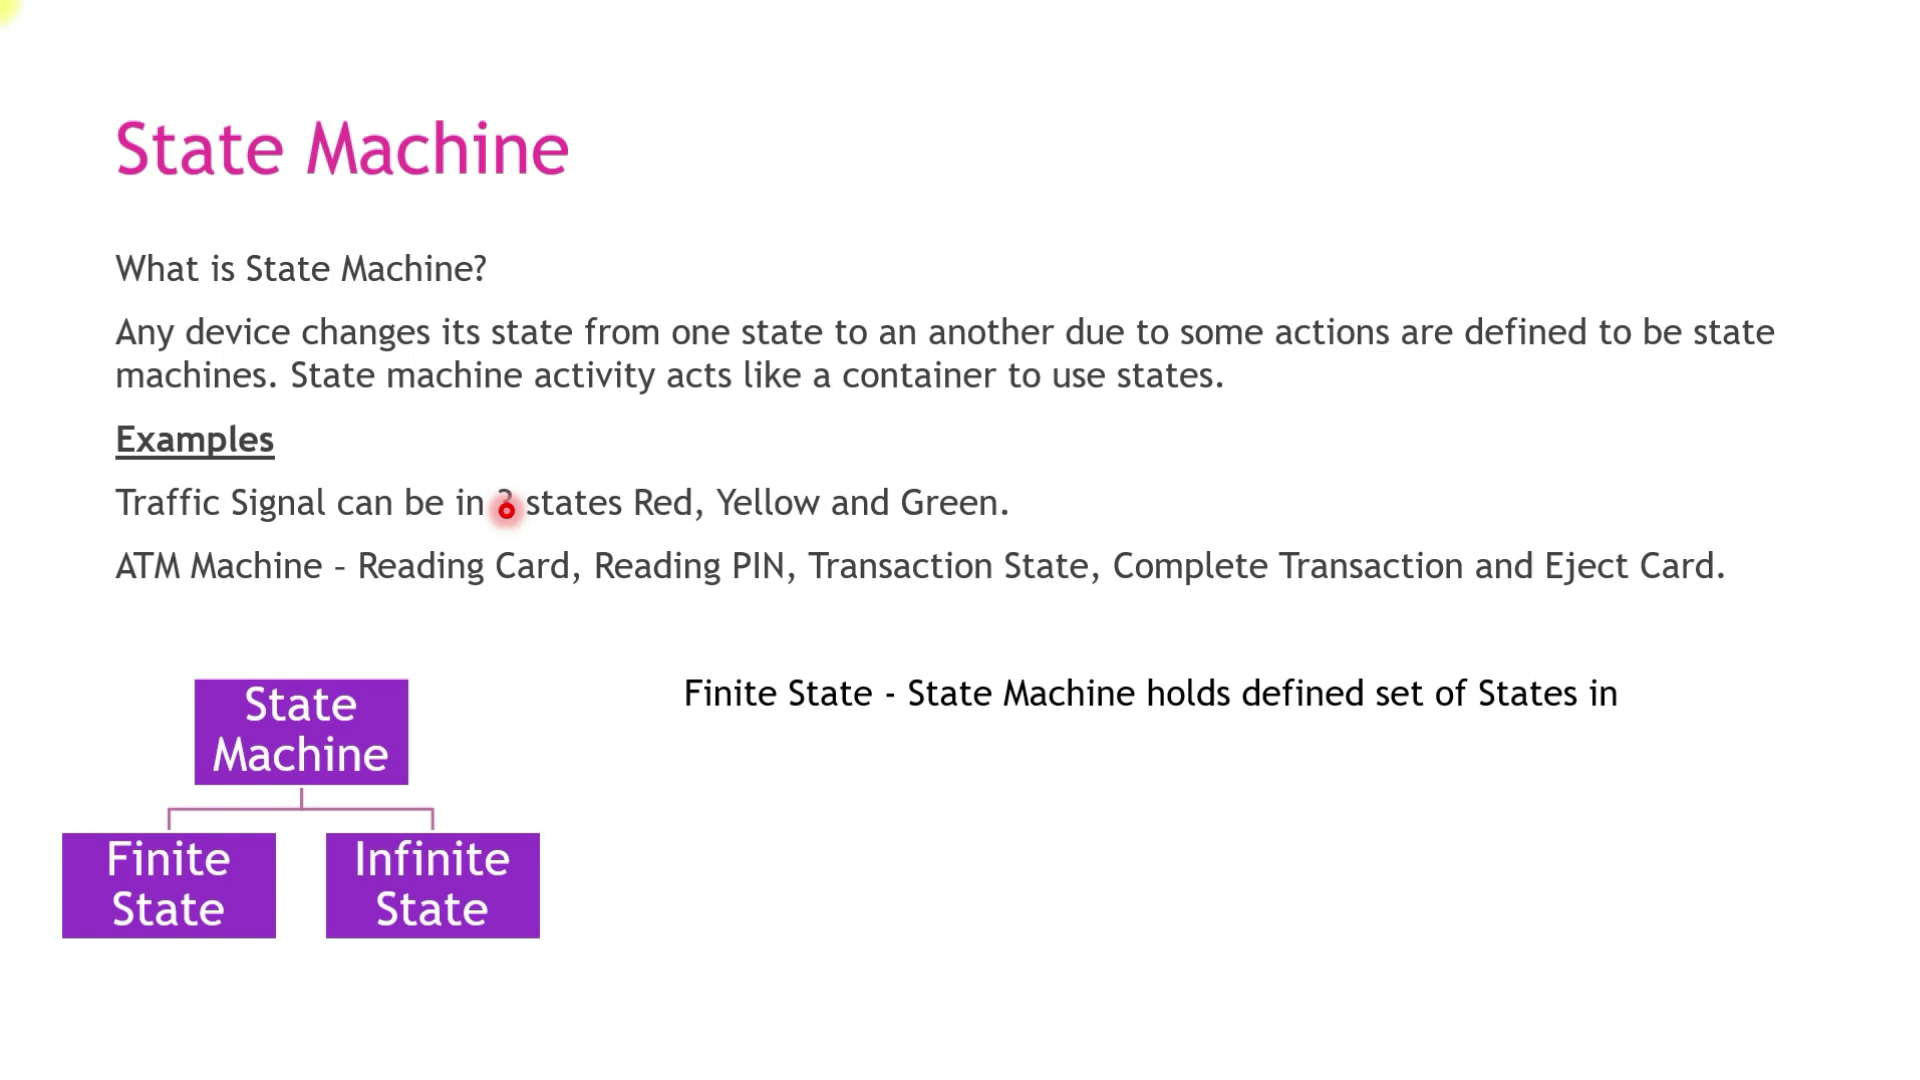 State Machine
What is State Machine?
Any device changes its state from one state to an another due to some actions are defined to be state
machines. State machine activity acts like a container to use states.
Examples
Traffic Signal can be in 3 states Red, Yellow and Green.
ATM Machine – Reading Card, Reading PIN, Transaction State, Complete Transaction and Eject Card.
Finite State - State Machine holds defined set of States in
State
Machine
Finite
State
Infinite
State